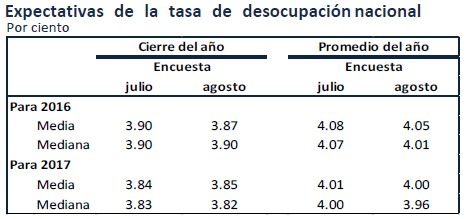 Expectativas de la tasa de desocupación nacional
Por ciento
Cierre del año Promedio del año
Encuesta Encuesta
julio agosto julio agosto
Para 2016
Media 3.90 3.87 4.08 4.05
Mediana 3.90 3.90 4.07 4.01
Para 2017
Media 3.84 3.85 4.01 4.00
Mediana 3.83 3.82 4.00 3.96